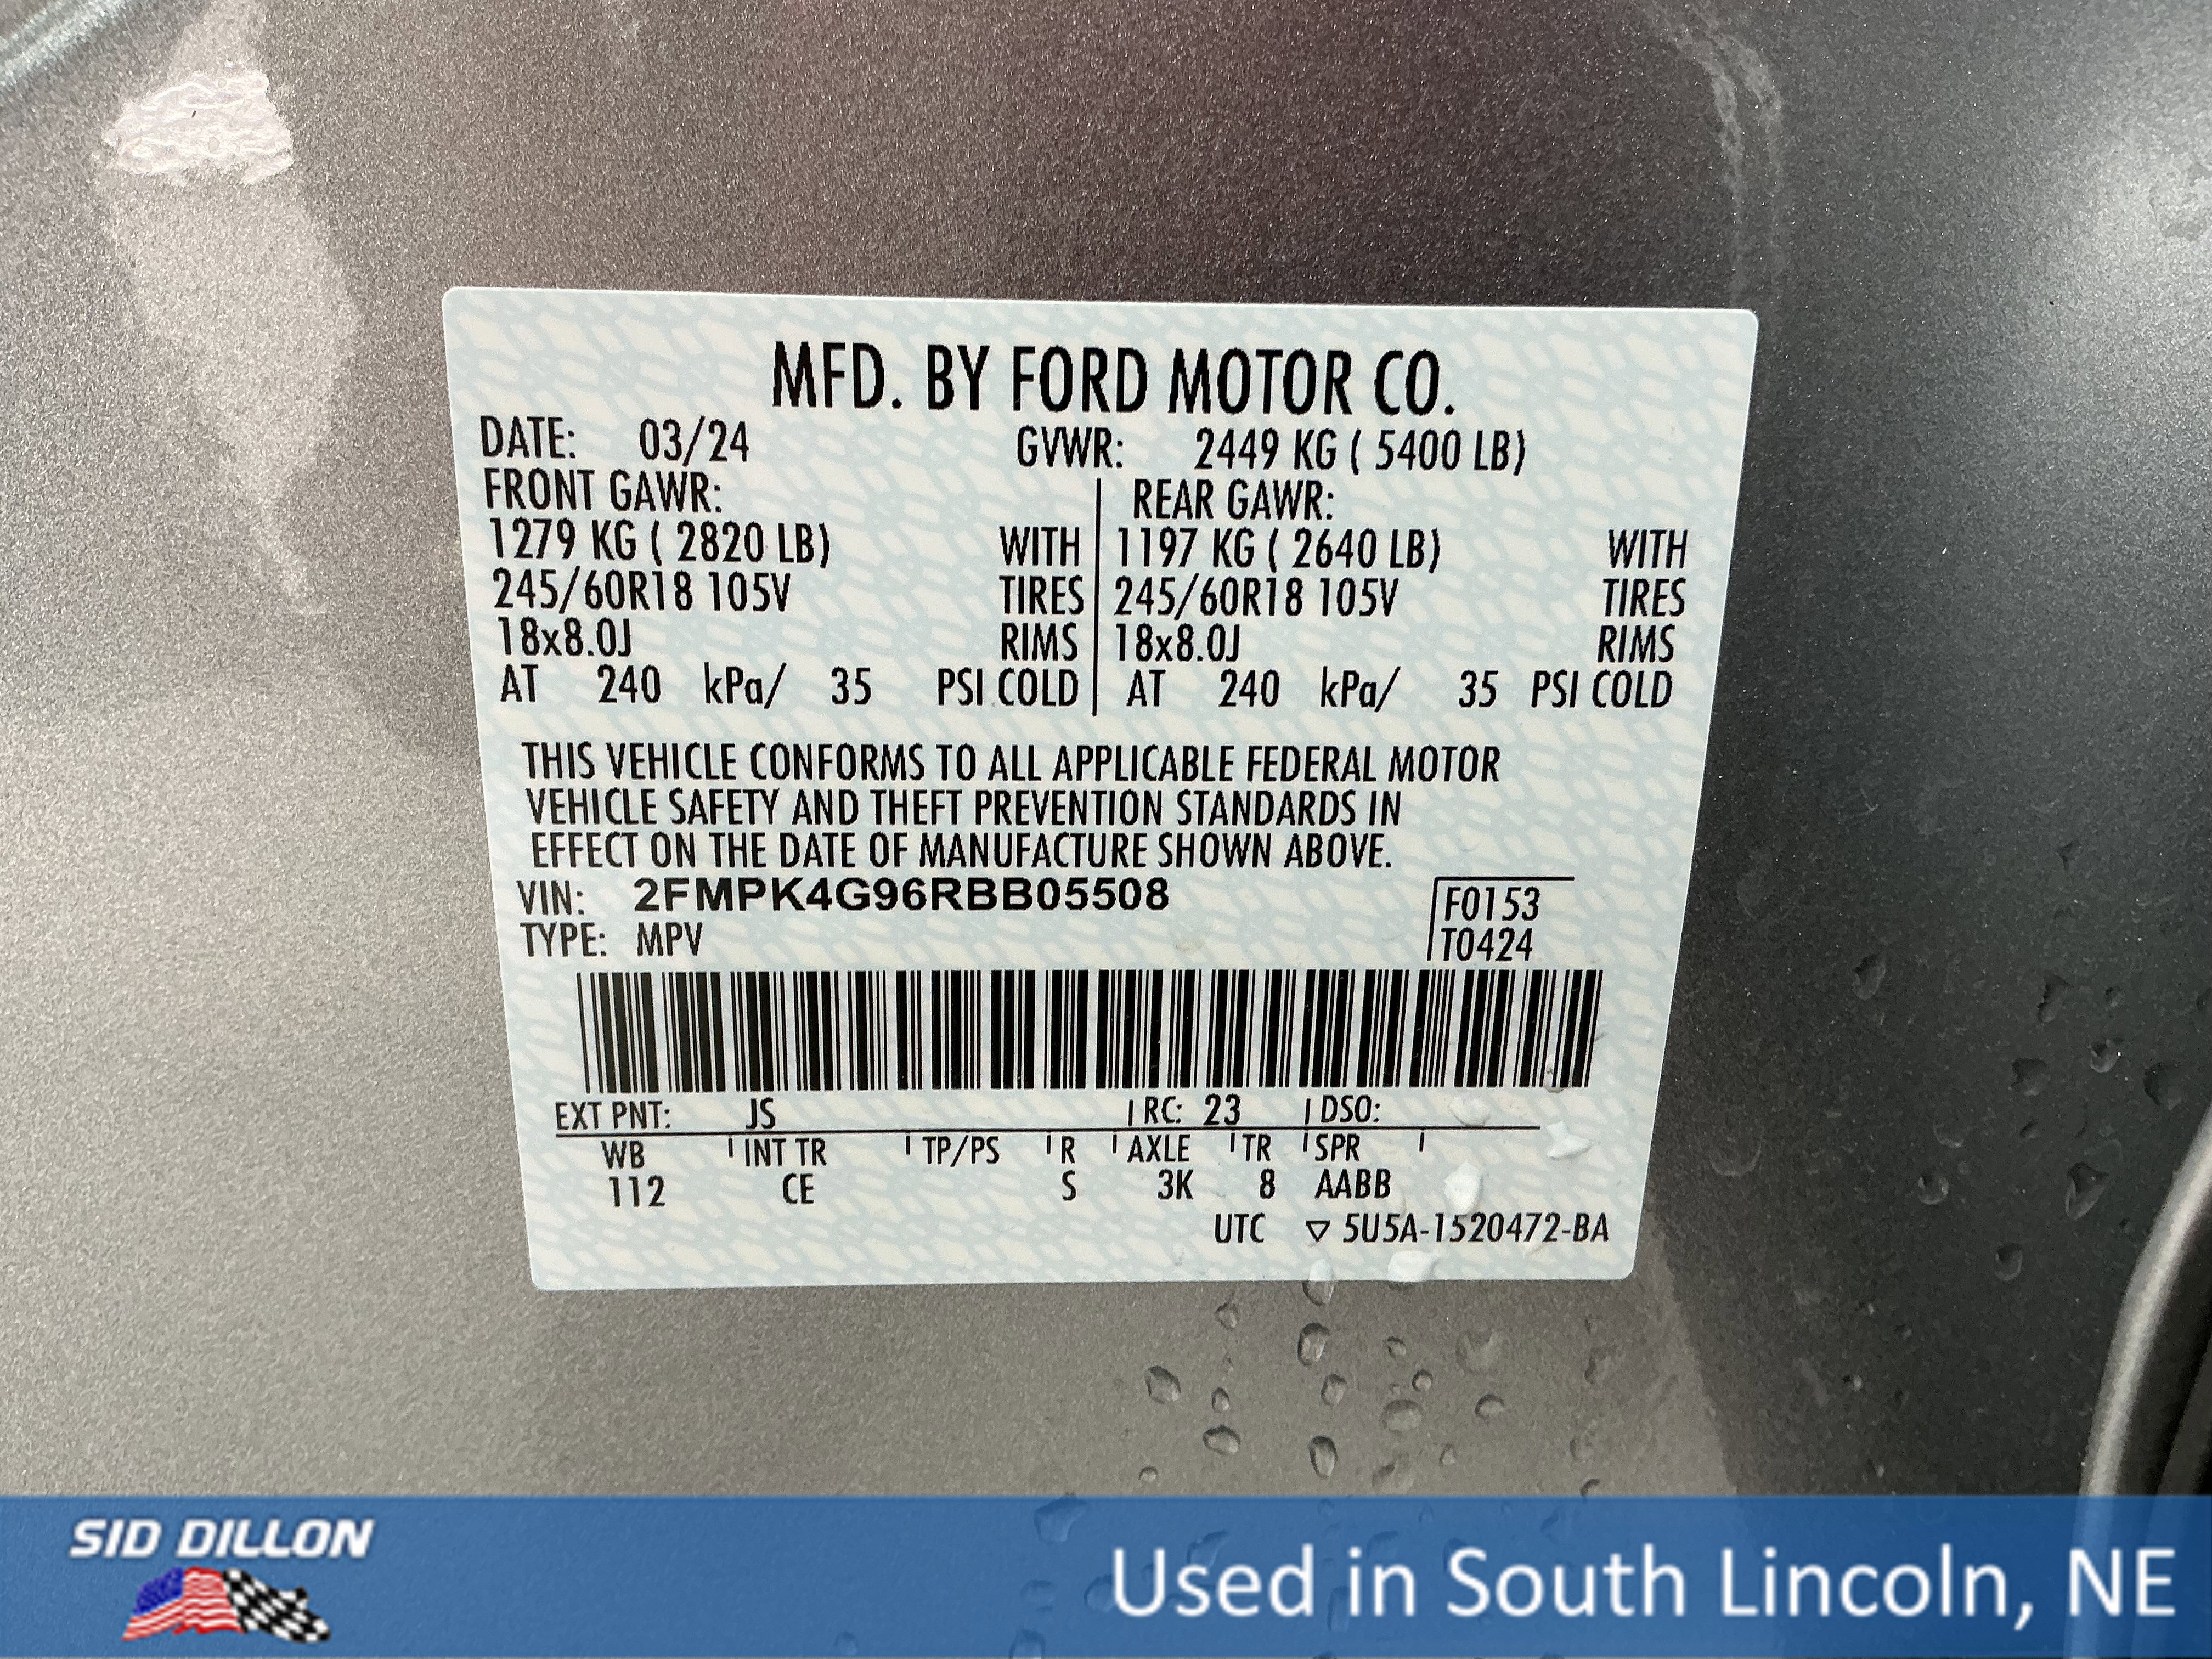 MFD. BY FORD MOTOR CO.
DATE: 03/24 GVWR: 2449 KG ( 5400 LB)
FRONT GAWR: REAR GAWR:
1279 KG ( 2820 LB) WITH 1197 KG ( 2640 LB) WITH
245/60R18 105V TIRES 245/60R18 105V TIRES
18x8.0J RIMS 18x8.0J RIMS
AT 240 kPa/ 35 PSI COLD AT 240 kPa/ 35 PSI COLD
THIS VEHICLE CONFORMS TO ALL APPLICABLE FEDERAL MOTOR
VEHICLE SAFETY AND THEFT PREVENTION STANDARDS IN
EFFECT ON THE DATE OF MANUFACTURE SHOWN ABOVE.
VIN: 2FMPK4G96RBB05508 F0153
TYPE: MPV T0424
EXT PNT: JS RC: 23 DSO:
WB INT TR TP/PS R AXLE TR SPR
112 CE S 3K 8 AABB
UTC ▽ 5U5A-1520472-BA
SID DILLON
Used in South Lincoln, NE